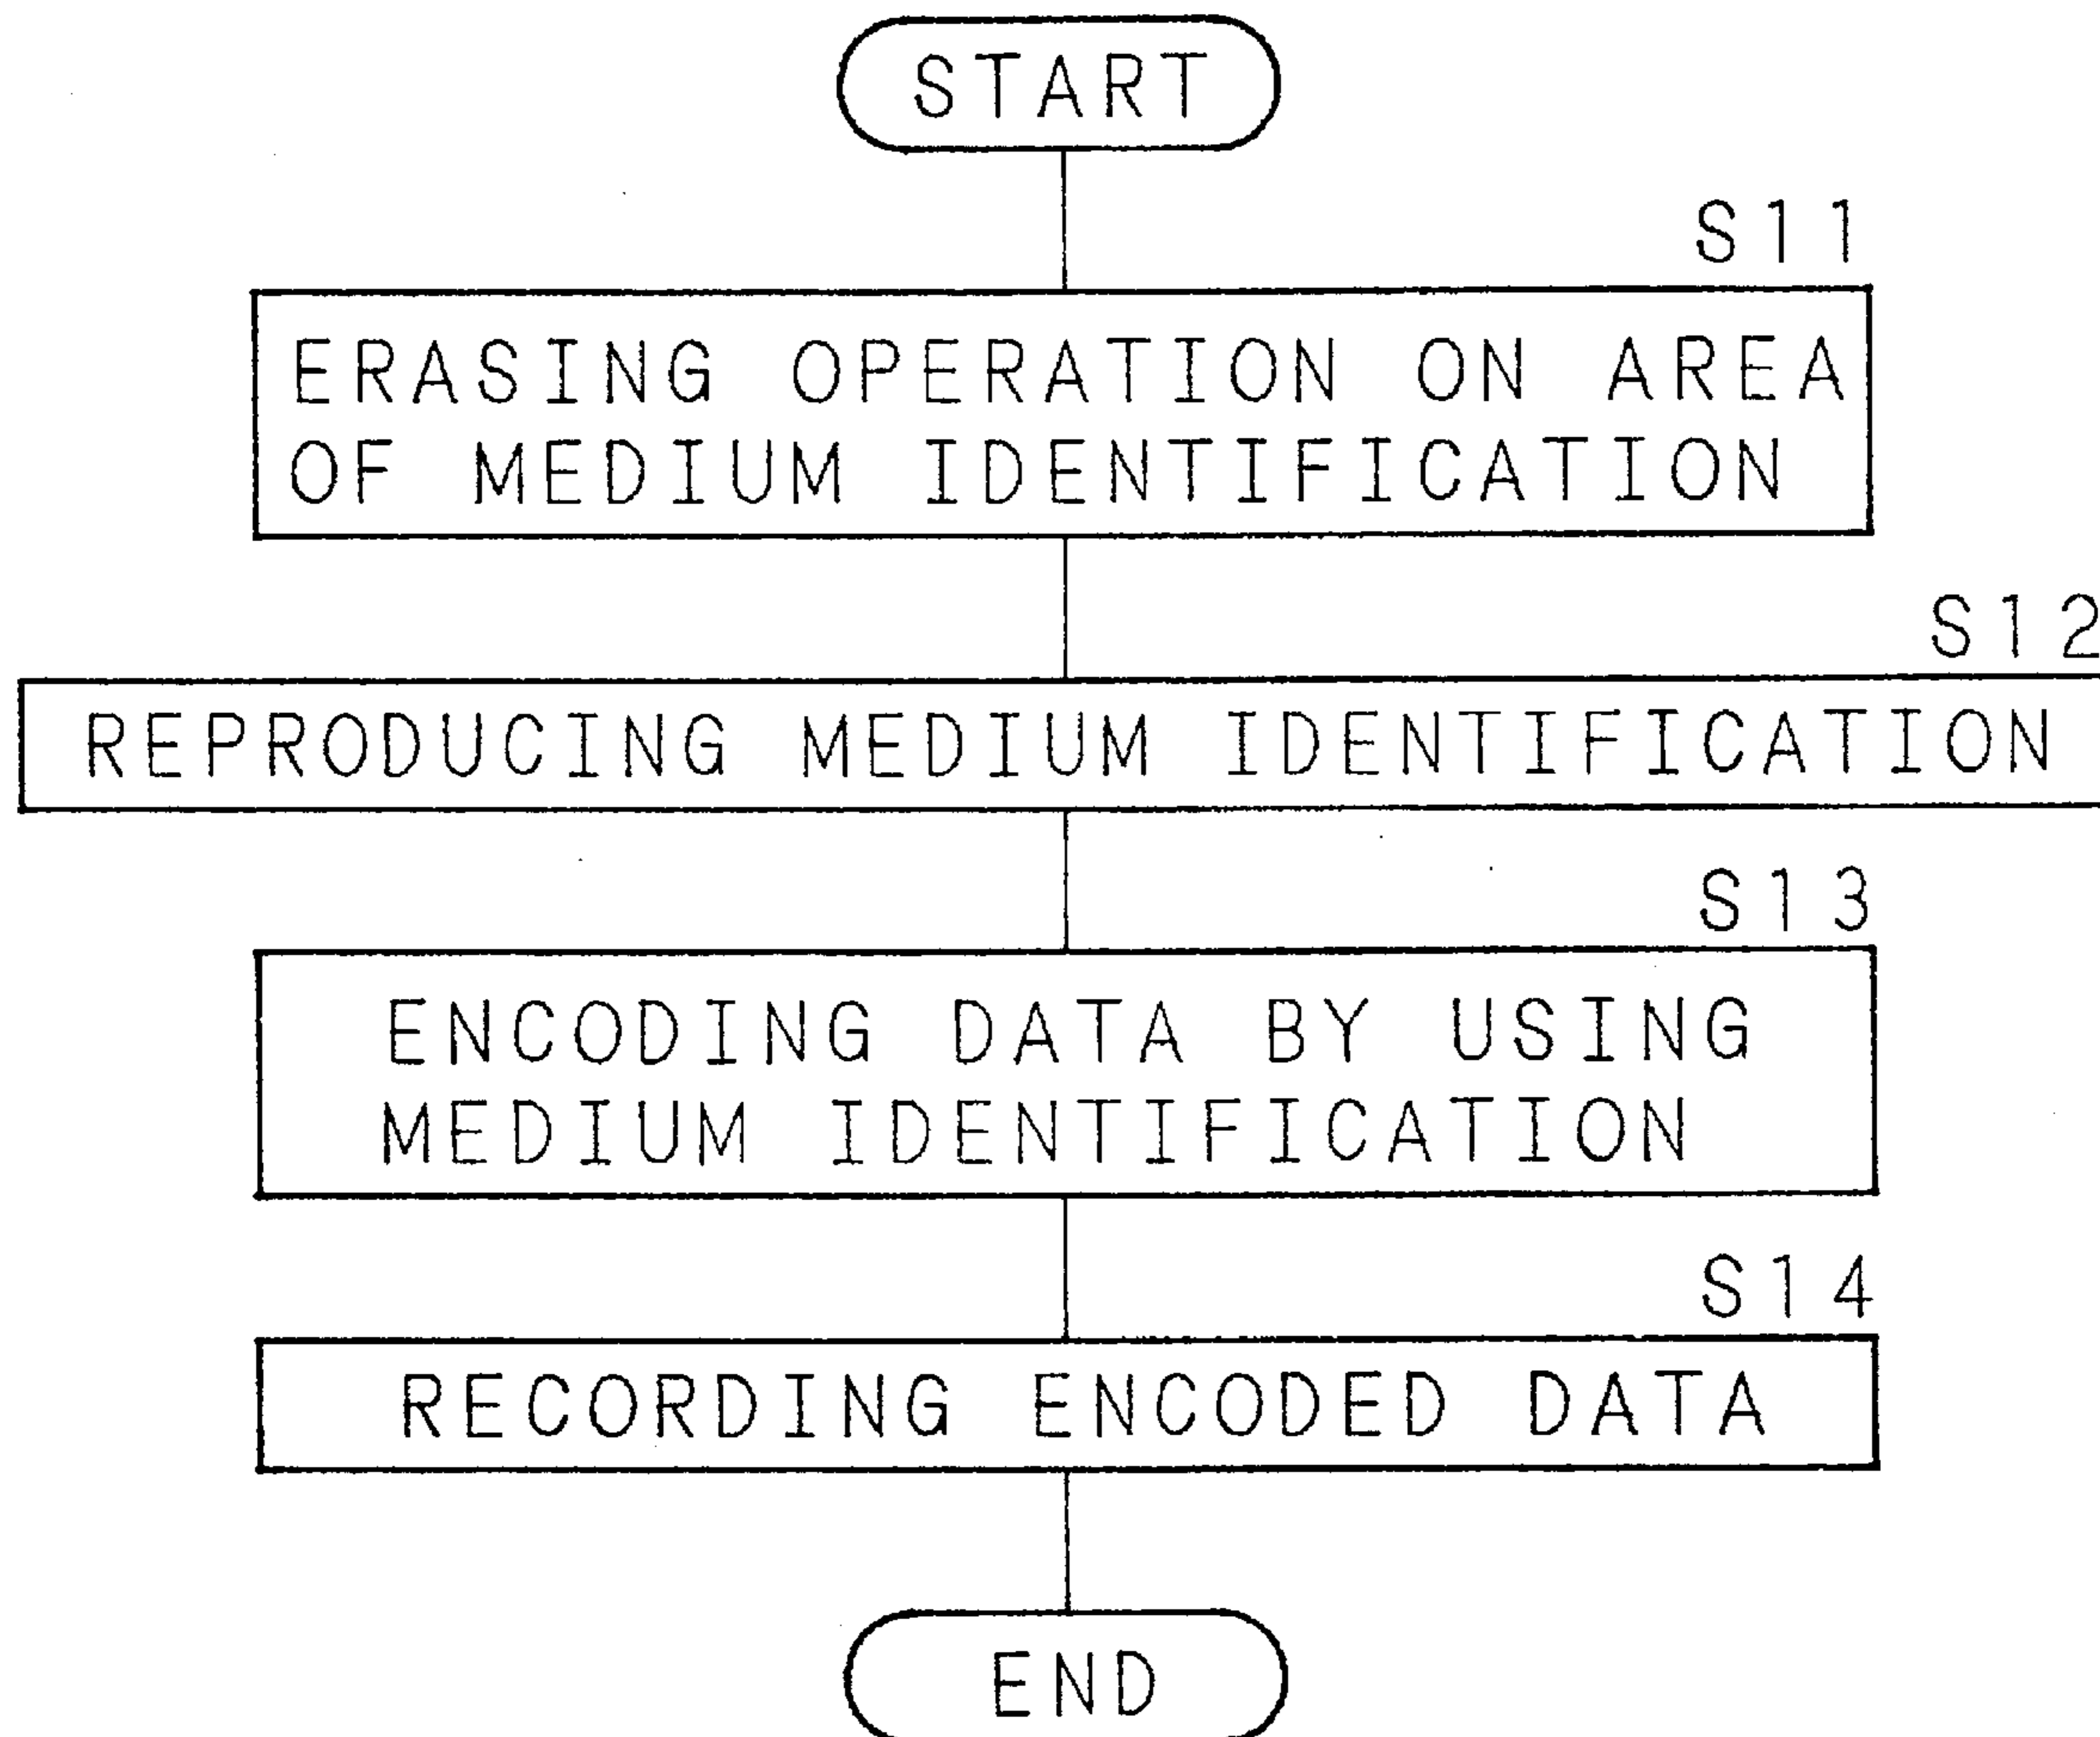 START
S11
ERASING OPERATION ON AREA
OF MEDIUM IDENTIFICATION
S12
REPRODUCING MEDIUM IDENTIFICATION
S13
ENCODING DATA BY USING
MEDIUM IDENTIFICATION
S14
RECORDING ENCODED DATA
END